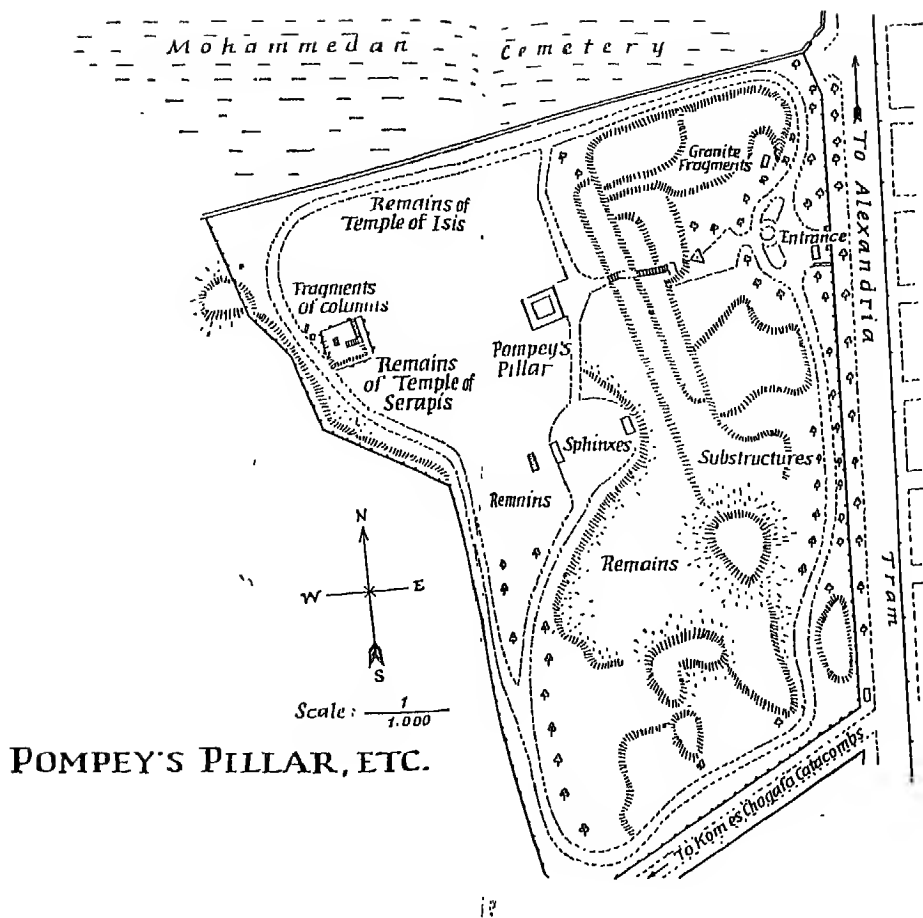 Mohammedan Cemetery
Granite
Fragments
To Alexandria
Remains of
Temple of Isis
Entrance
Fragments
of columns
Pompey's
Pillar
Remains
of Temple of
Serapis
Sphinxes
Substructures
Remains
N
Remains
W E
Tram
S
Scale: 1
1.000
POMPEY'S PILLAR, ETC.
To Kom es Chogafa Catacombs